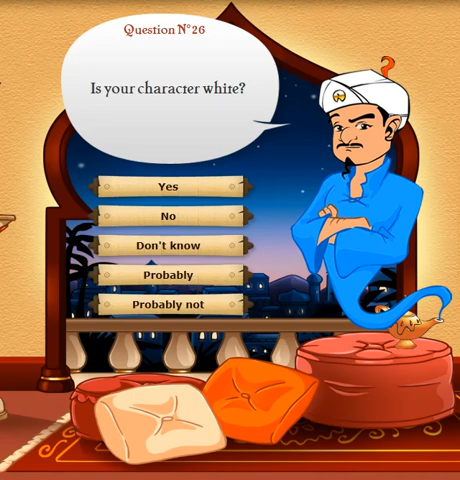 Question N°26
Is your character white?
Yes
No
Don't know
Probably
Probably not